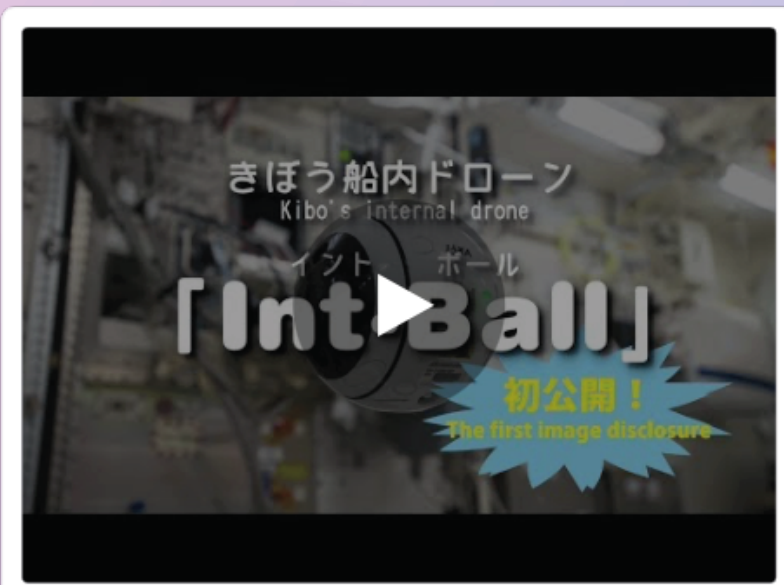 きぼう船内ドローン
Kibo's internal drone
イント ボール
「Int-Ball」
初公開！
The first image disclosure
JAXA